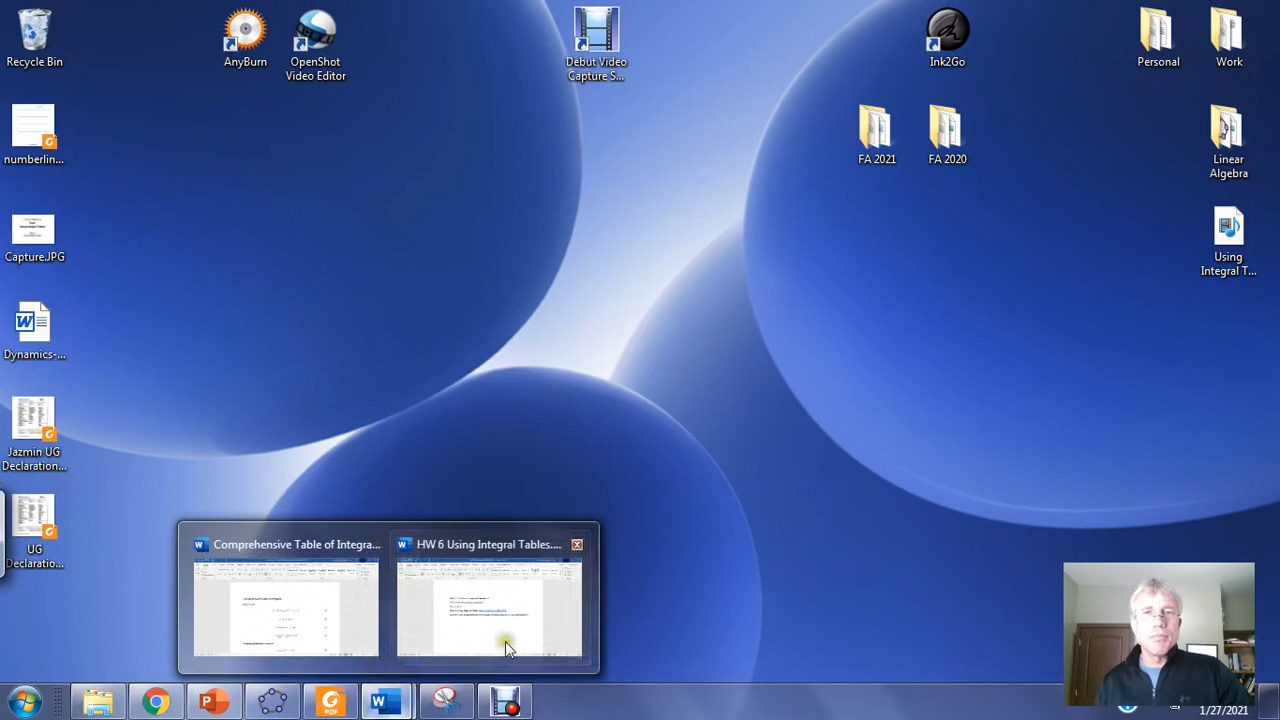 Recycle Bin
AnyBurn
OpenShot
Video Editor
Debut Video
Capture S...
Ink2Go
Personal
Work
numberlin...
FA 2021
FA 2020
Linear
Algebra
Capture.JPG
Using
Integral T...
Dynamics-...
Jazmin UG
Declaration...
UG
Declaratio...
Comprehensive Table of Integra...
HW 6 Using Integral Tables....
PDF
1/27/2021